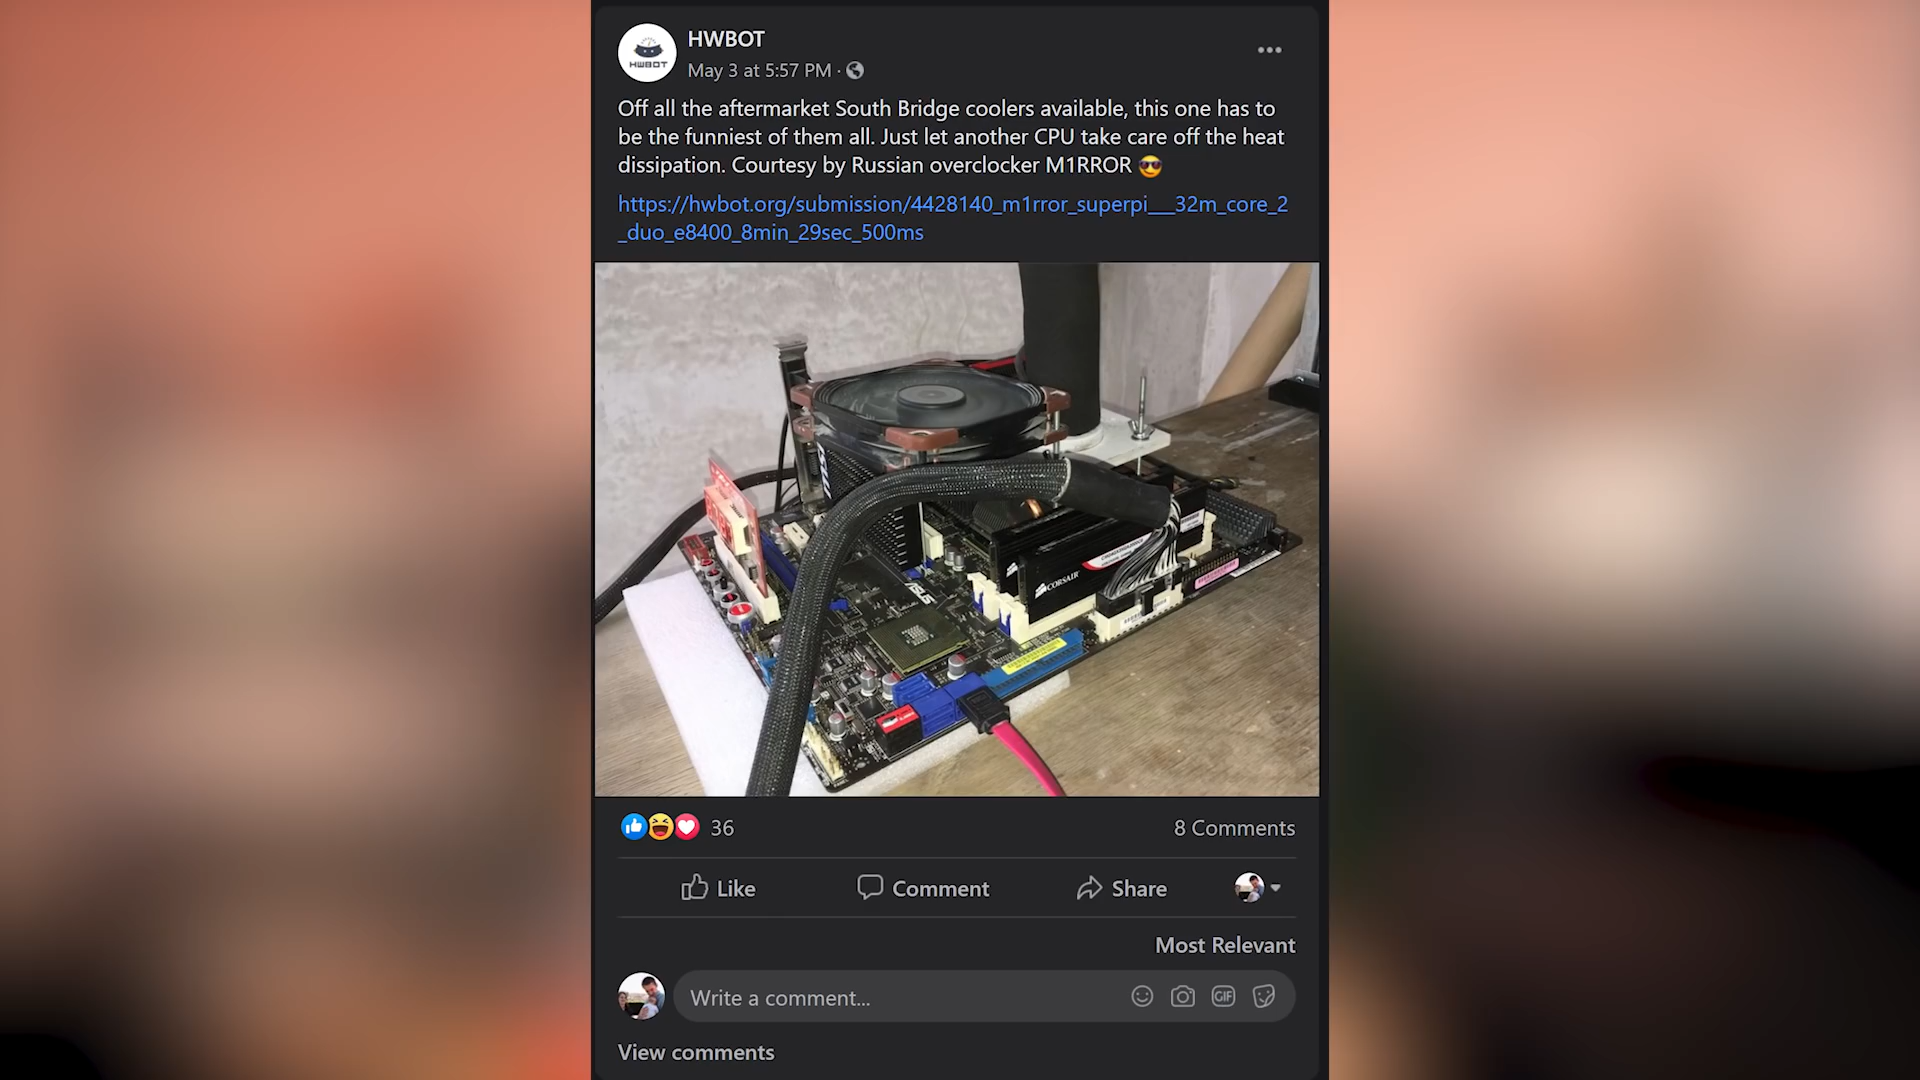 HWBOT
HWBOT
May 3 at 5:57 PM ·
Off all the aftermarket South Bridge coolers available, this one has to
be the funniest of them all. Just let another CPU take care off the heat
dissipation. Courtesy by Russian overclocker M1RROR 😎
https://hwbot.org/submission/4428140_m1rror_superpi___32m_core_2
_duo_e8400_8min_29sec_500ms
CORSAIR
ASUS
36
8 Comments
Like
Comment
Share
Most Relevant
Write a comment...
GIF
View comments